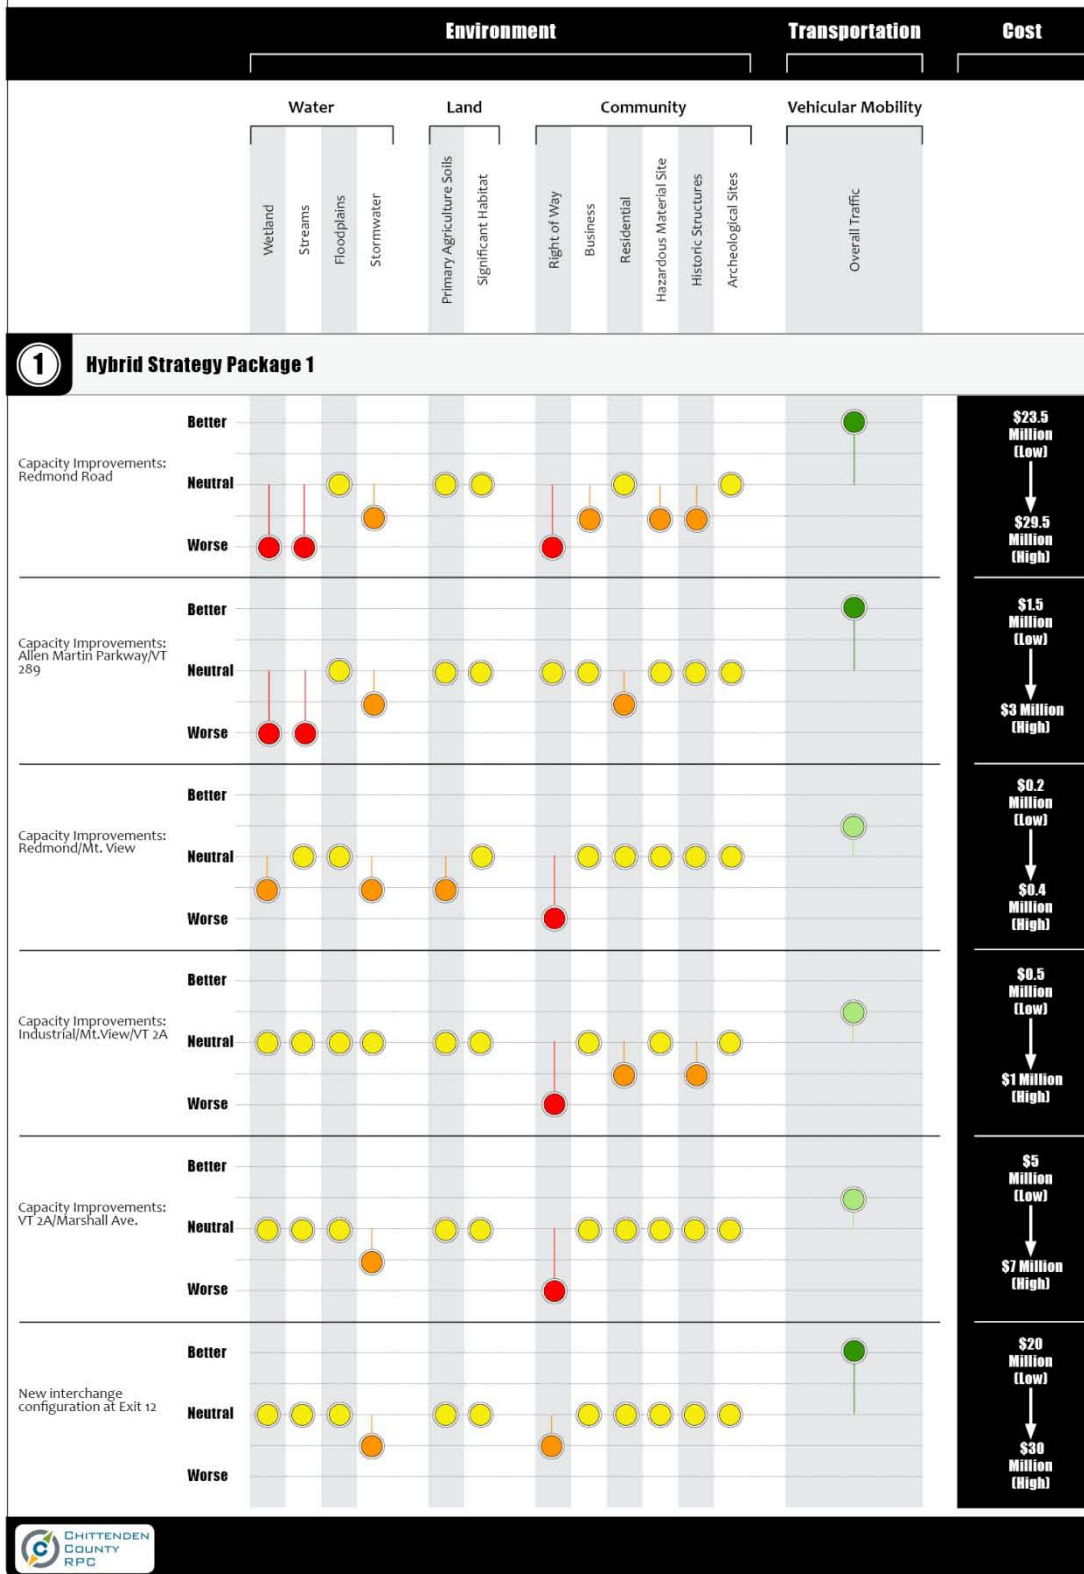 Environment
Transportation
Cost
Water
Land
Community
Vehicular Mobility
Wetland
Streams
Floodplains
Stormwater
Primary Agriculture Soils
Significant Habitat
Right of Way
Business
Residential
Hazardous Material Site
Historic Structures
Archeological Sites
Overall Traffic
1
Hybrid Strategy Package 1
Capacity Improvements:
Redmond Road
Better
Neutral
Worse
$23.5
Million
(Low)
$29.5
Million
(High)
Capacity Improvements:
Allen Martin Parkway/VT
289
Better
Neutral
Worse
$1.5
Million
(Low)
$3 Million
(High)
Capacity Improvements:
Redmond/Mt. View
Better
Neutral
Worse
$0.2
Million
(Low)
$0.4
Million
(High)
Capacity Improvements:
Industrial/Mt.View/VT 2A
Better
Neutral
Worse
$0.5
Million
(Low)
$1 Million
(High)
Capacity Improvements:
VT 2A/Marshall Ave.
Better
Neutral
Worse
$5
Million
(Low)
$7 Million
(High)
New interchange
configuration at Exit 12
Better
Neutral
Worse
$20
Million
(Low)
$30
Million
(High)
CHITTENDEN
COUNTY
RPC